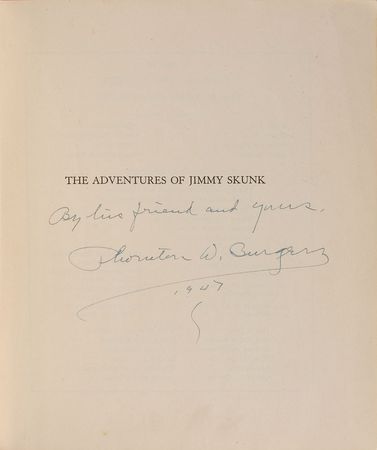 THE ADVENTURES OF JIMMY SKUNK
By his friend and yours.
Thornton W. Burgess
1947